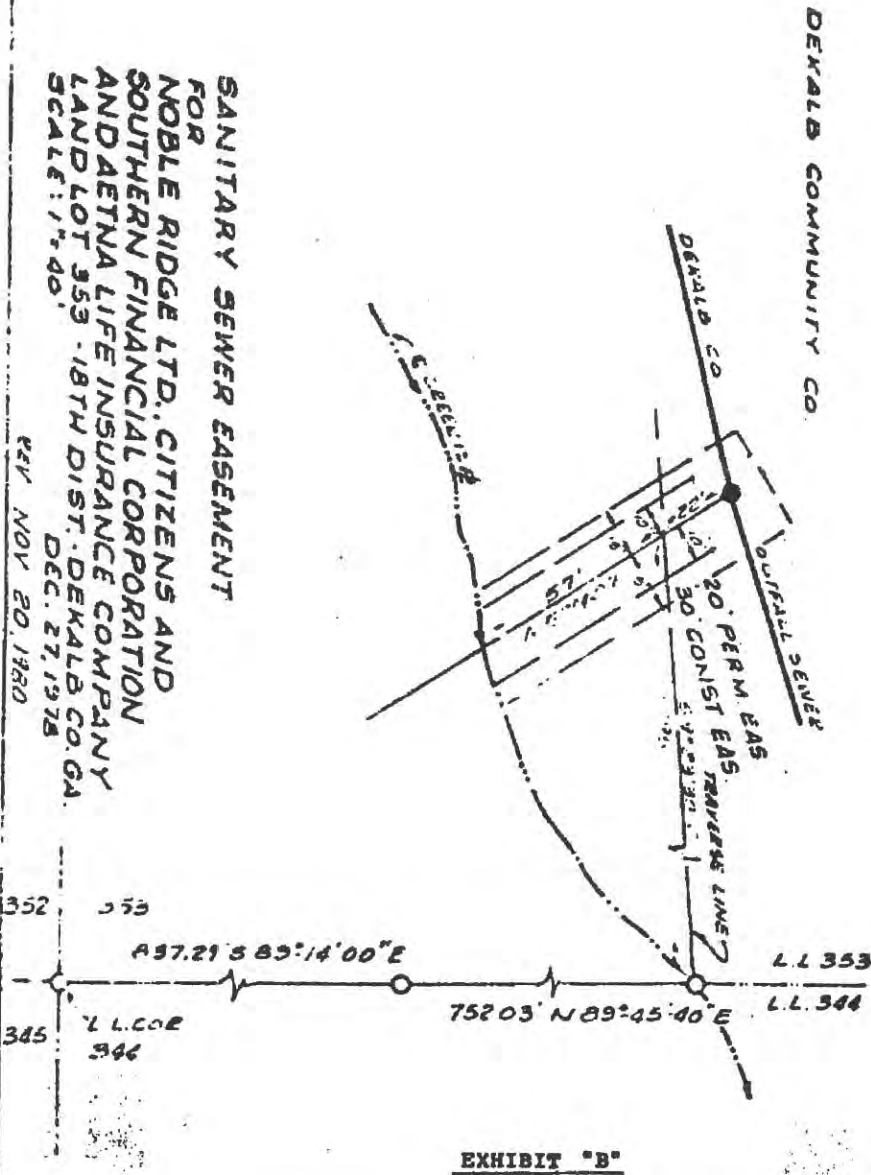 DEKALB COMMUNITY CO.
DEKALB CO
OUTFALL SEWER
20' PERM. EAS
30' CONST EAS.
TRAVERSE LINE
22'
57'
SANITARY SEWER EASEMENT
FOR
NOBLE RIDGE LTD., CITIZENS AND
SOUTHERN FINANCIAL CORPORATION
AND AETNA LIFE INSURANCE COMPANY
LAND LOT 353 - 18TH DIST. - DEKALB CO. GA.
SCALE: 1"=40'
DEC. 27, 1978
REV NOV 20, 1980
352
353
S 89°14'00"E
L.L. 353
752.03' N 89°45'40"E
L.L. 344
345
L.L.COR
344
EXHIBIT "B"